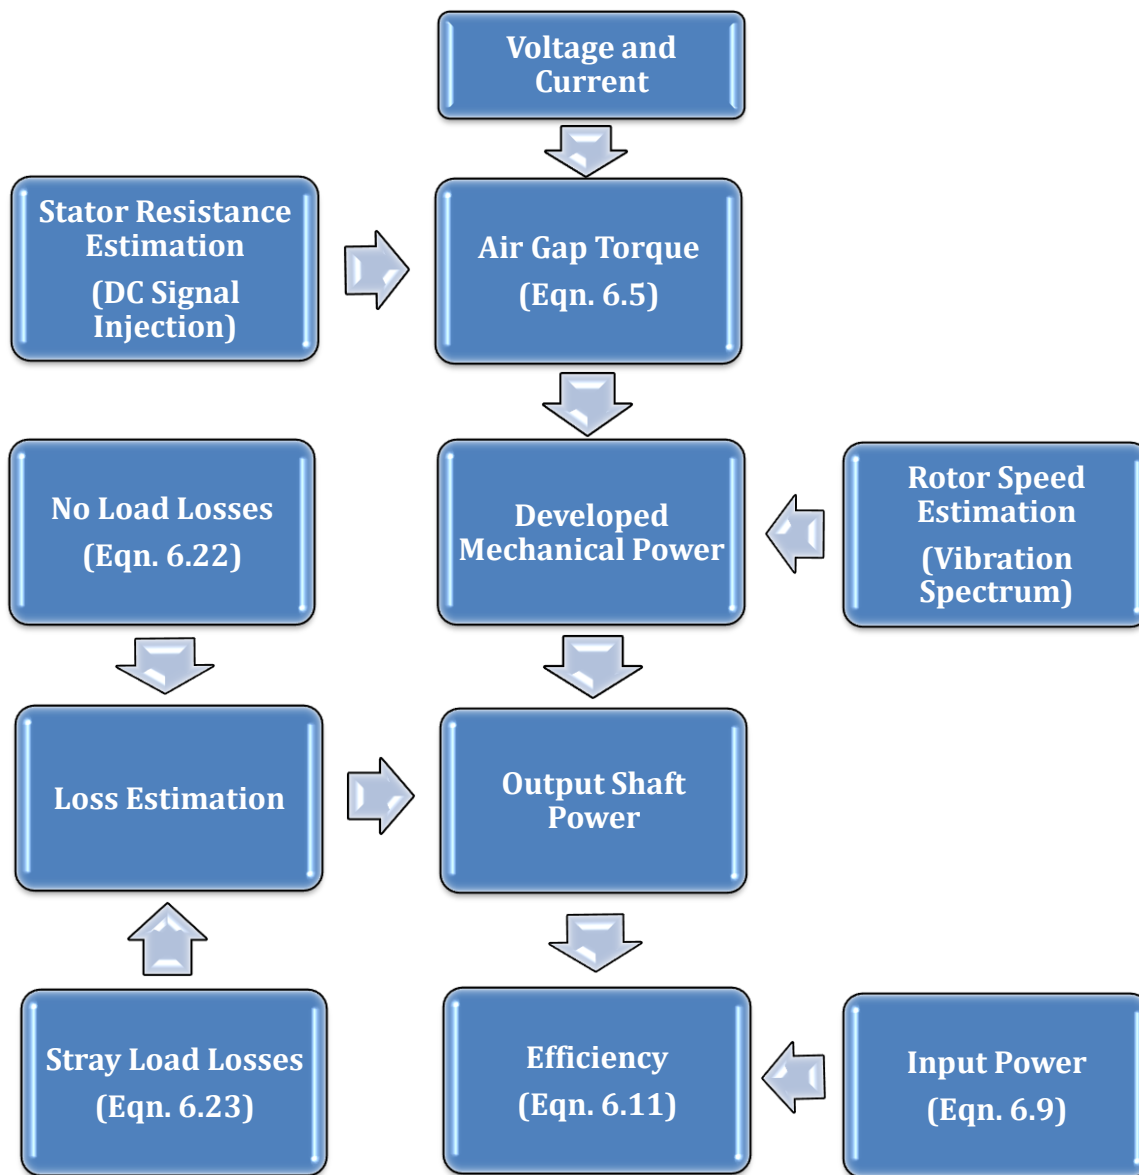 Voltage and
Current
Stator Resistance
Estimation
(DC Signal
Injection)
Air Gap Torque
(Eqn. 6.5)
No Load Losses
(Eqn. 6.22)
Developed
Mechanical Power
Rotor Speed
Estimation
(Vibration
Spectrum)
Loss Estimation
Output Shaft
Power
Stray Load Losses
(Eqn. 6.23)
Efficiency
(Eqn. 6.11)
Input Power
(Eqn. 6.9)